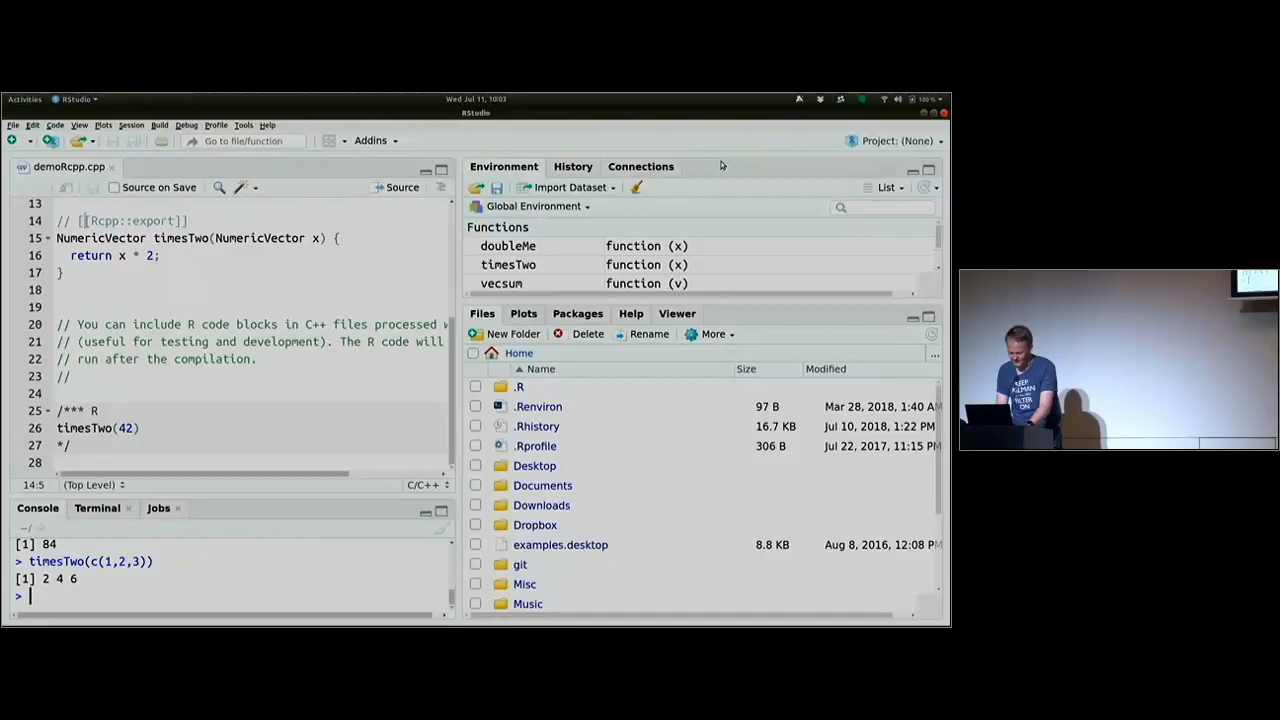 Activities RStudio Wed Jul 11, 10:03 100 %
RStudio
File Edit Code View Plots Session Build Debug Profile Tools Help
Go to file/function Addins Project: (None)
demoRcpp.cpp
Source on Save Source
13
14 // [[Rcpp::export]]
15 NumericVector timesTwo(NumericVector x) {
16 return x * 2;
17 }
18
19
20 // You can include R code blocks in C++ files processed w
21 // (useful for testing and development). The R code will
22 // run after the compilation.
23 //
24
25 /*** R
26 timesTwo(42)
27 */
28
14:5 (Top Level) C/C++
Console Terminal Jobs
~/
[1] 84
> timesTwo(c(1,2,3))
[1] 2 4 6
>
Environment History Connections
Import Dataset List
Global Environment
Functions
doubleMe function (x)
timesTwo function (x)
vecsum function (v)
Files Plots Packages Help Viewer
New Folder Delete Rename More
Home ...
Name Size Modified
.R
.Renviron 97 B Mar 28, 2018, 1:40 AM
.Rhistory 16.7 KB Jul 10, 2018, 1:22 PM
.Rprofile 306 B Jul 22, 2017, 11:15 PM
Desktop
Documents
Downloads
Dropbox
examples.desktop 8.8 KB Aug 8, 2016, 12:08 PM
git
Misc
Music
KEEP
KALMAN
FILTER
ON